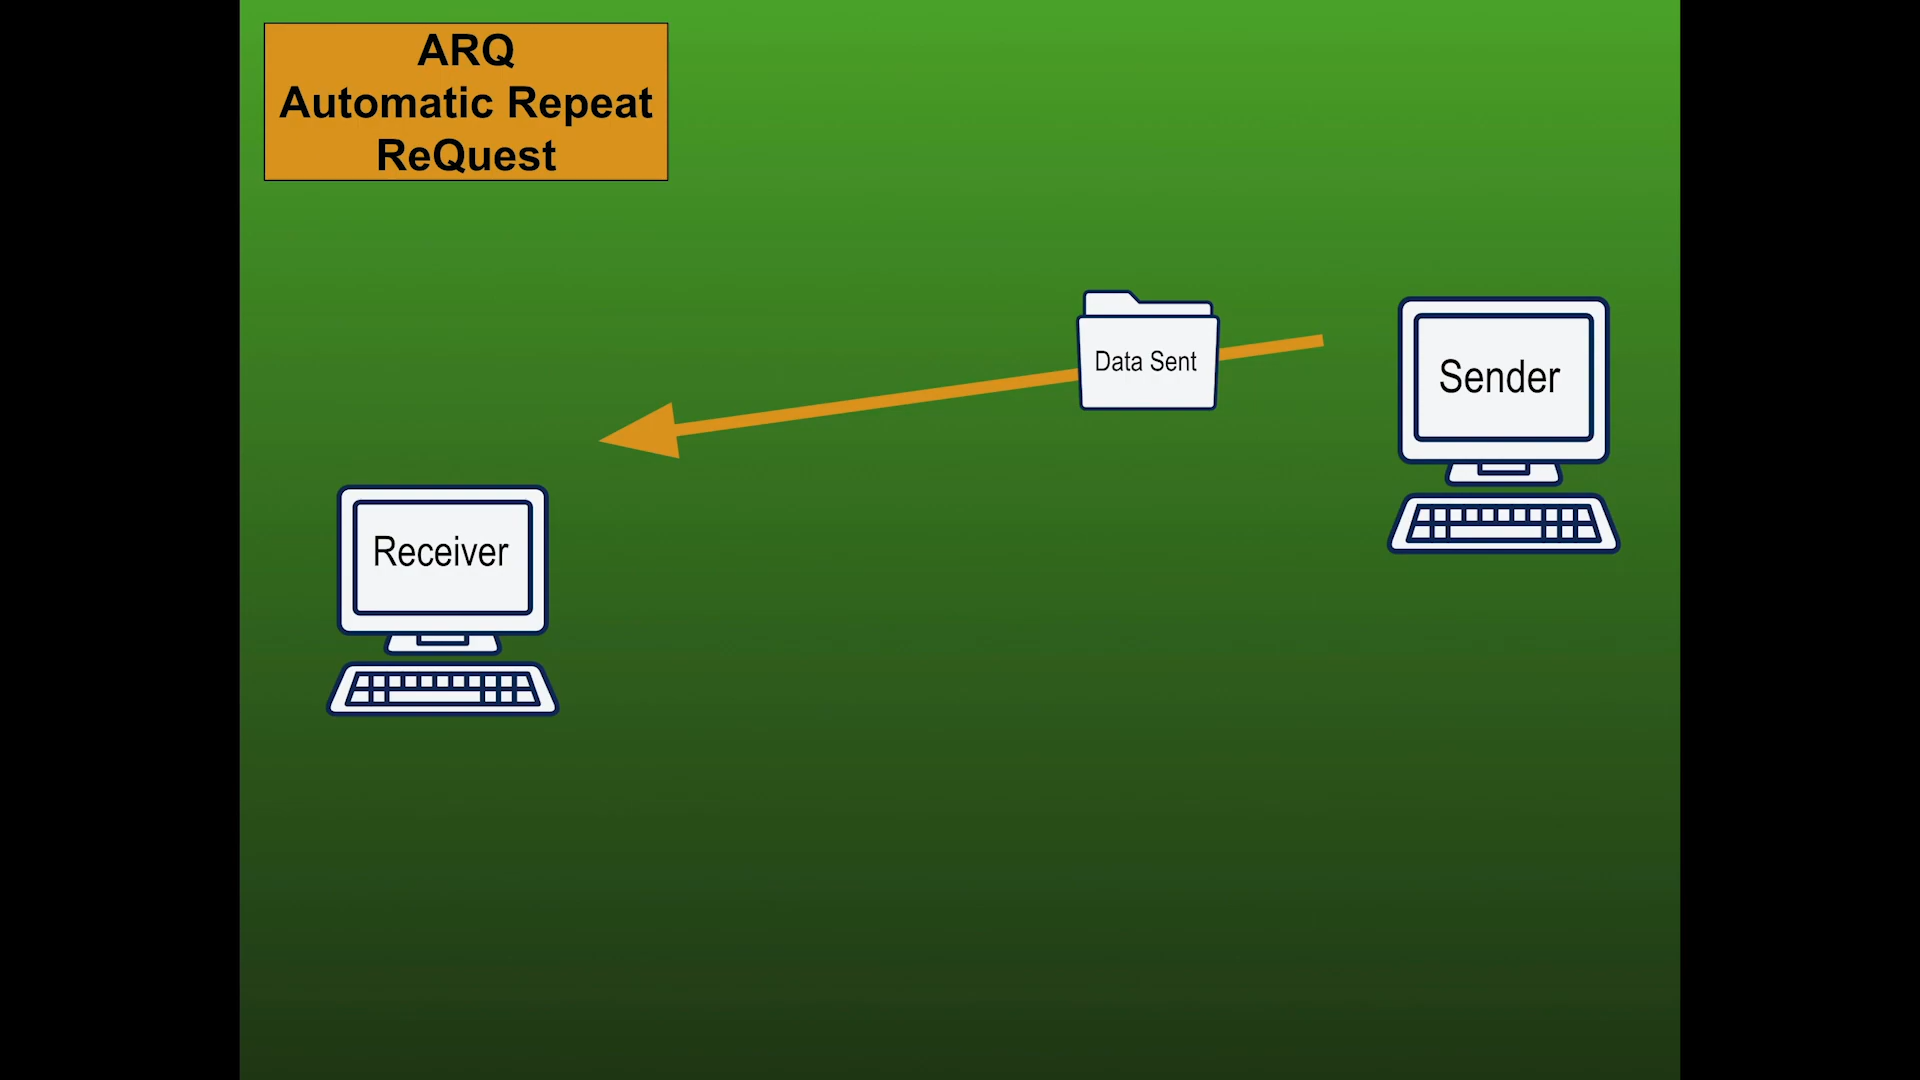 ARQ
Automatic Repeat
ReQuest
Data Sent
Sender
Receiver